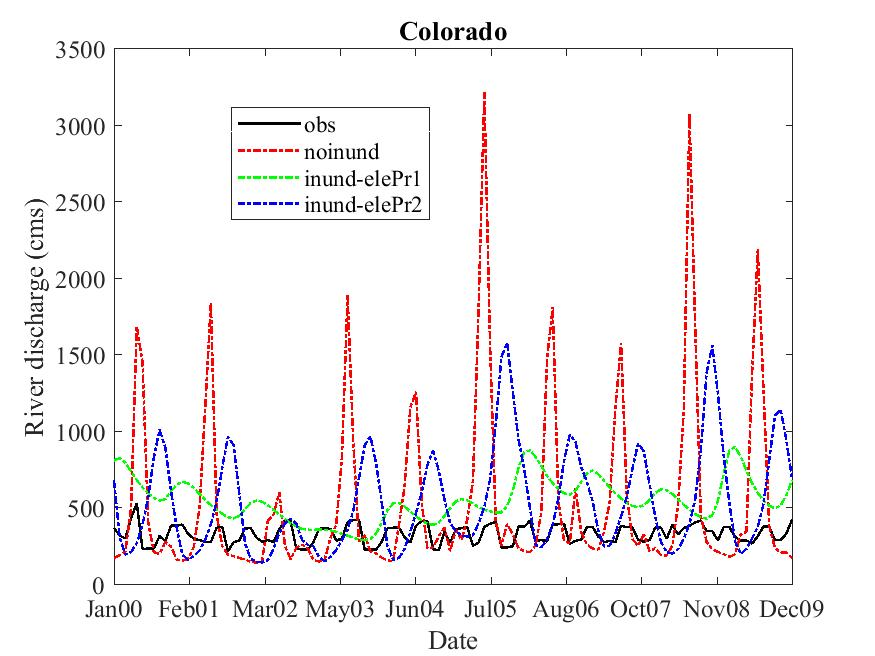 Colorado
3500
3000
2500
2000
1500
1000
500
0
River discharge (cms)
obs
noinund
inund-elePr1
inund-elePr2
Jan00 Feb01 Mar02 May03 Jun04 Jul05 Aug06 Oct07 Nov08 Dec09
Date